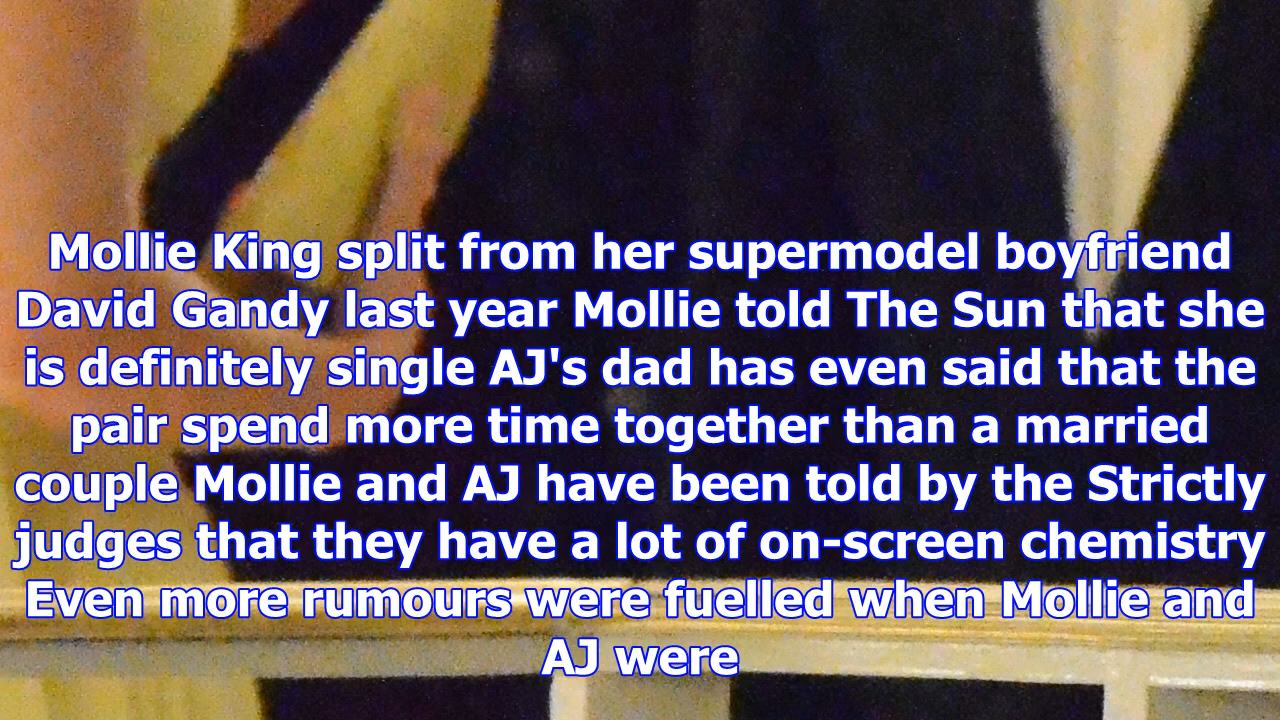 Mollie King split from her supermodel boyfriend
David Gandy last year Mollie told The Sun that she
is definitely single AJ's dad has even said that the
pair spend more time together than a married
couple Mollie and AJ have been told by the Strictly
judges that they have a lot of on-screen chemistry
Even more rumours were fuelled when Mollie and
AJ were